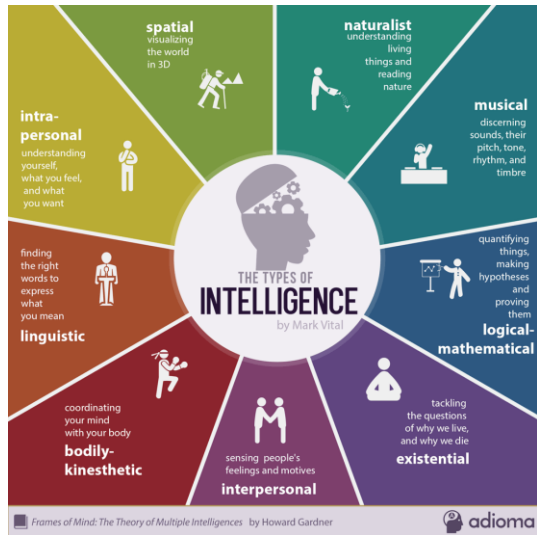 spatial
visualizing
the world
in 3D
naturalist
understanding
living
things and
reading
nature
musical
discerning
sounds, their
pitch, tone,
rhythm, and
timbre
quantifying
things,
making
hypotheses
and
proving
them
logical-
mathematical
tackling
the questions
of why we live,
and why we die
existential
sensing people's
feelings and motives
interpersonal
coordinating
your mind
with your body
bodily-
kinesthetic
finding
the right
words to
express
what
you mean
linguistic
intra-
personal
understanding
yourself,
what you feel,
and what
you want
THE TYPES OF
INTELLIGENCE
by Mark Vital
Frames of Mind: The Theory of Multiple Intelligences by Howard Gardner
adioma